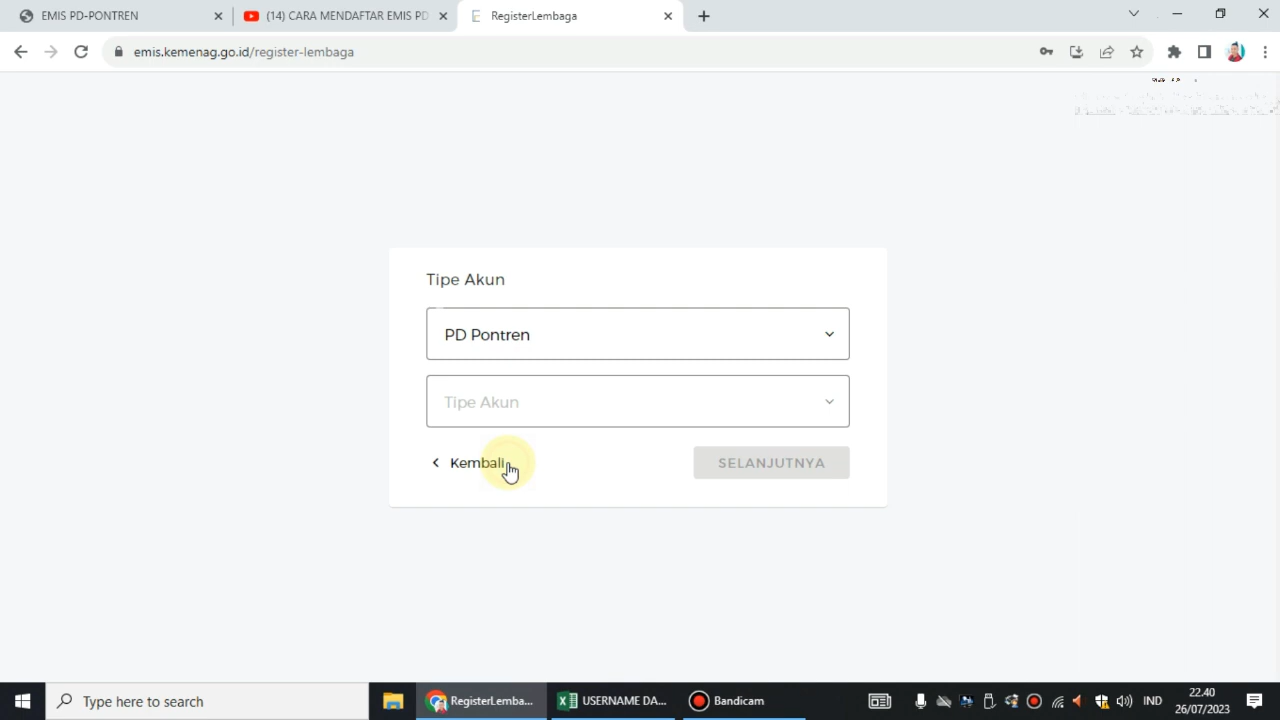 EMIS PD-PONTREN
(14) CARA MENDAFTAR EMIS PD
RegisterLembaga
emis.kemenag.go.id/register-lembaga
Tipe Akun
PD Pontren
Tipe Akun
Kembali
SELANJUTNYA
Type here to search
RegisterLemba...
USERNAME DA...
Bandicam
IND
22.40
26/07/2023